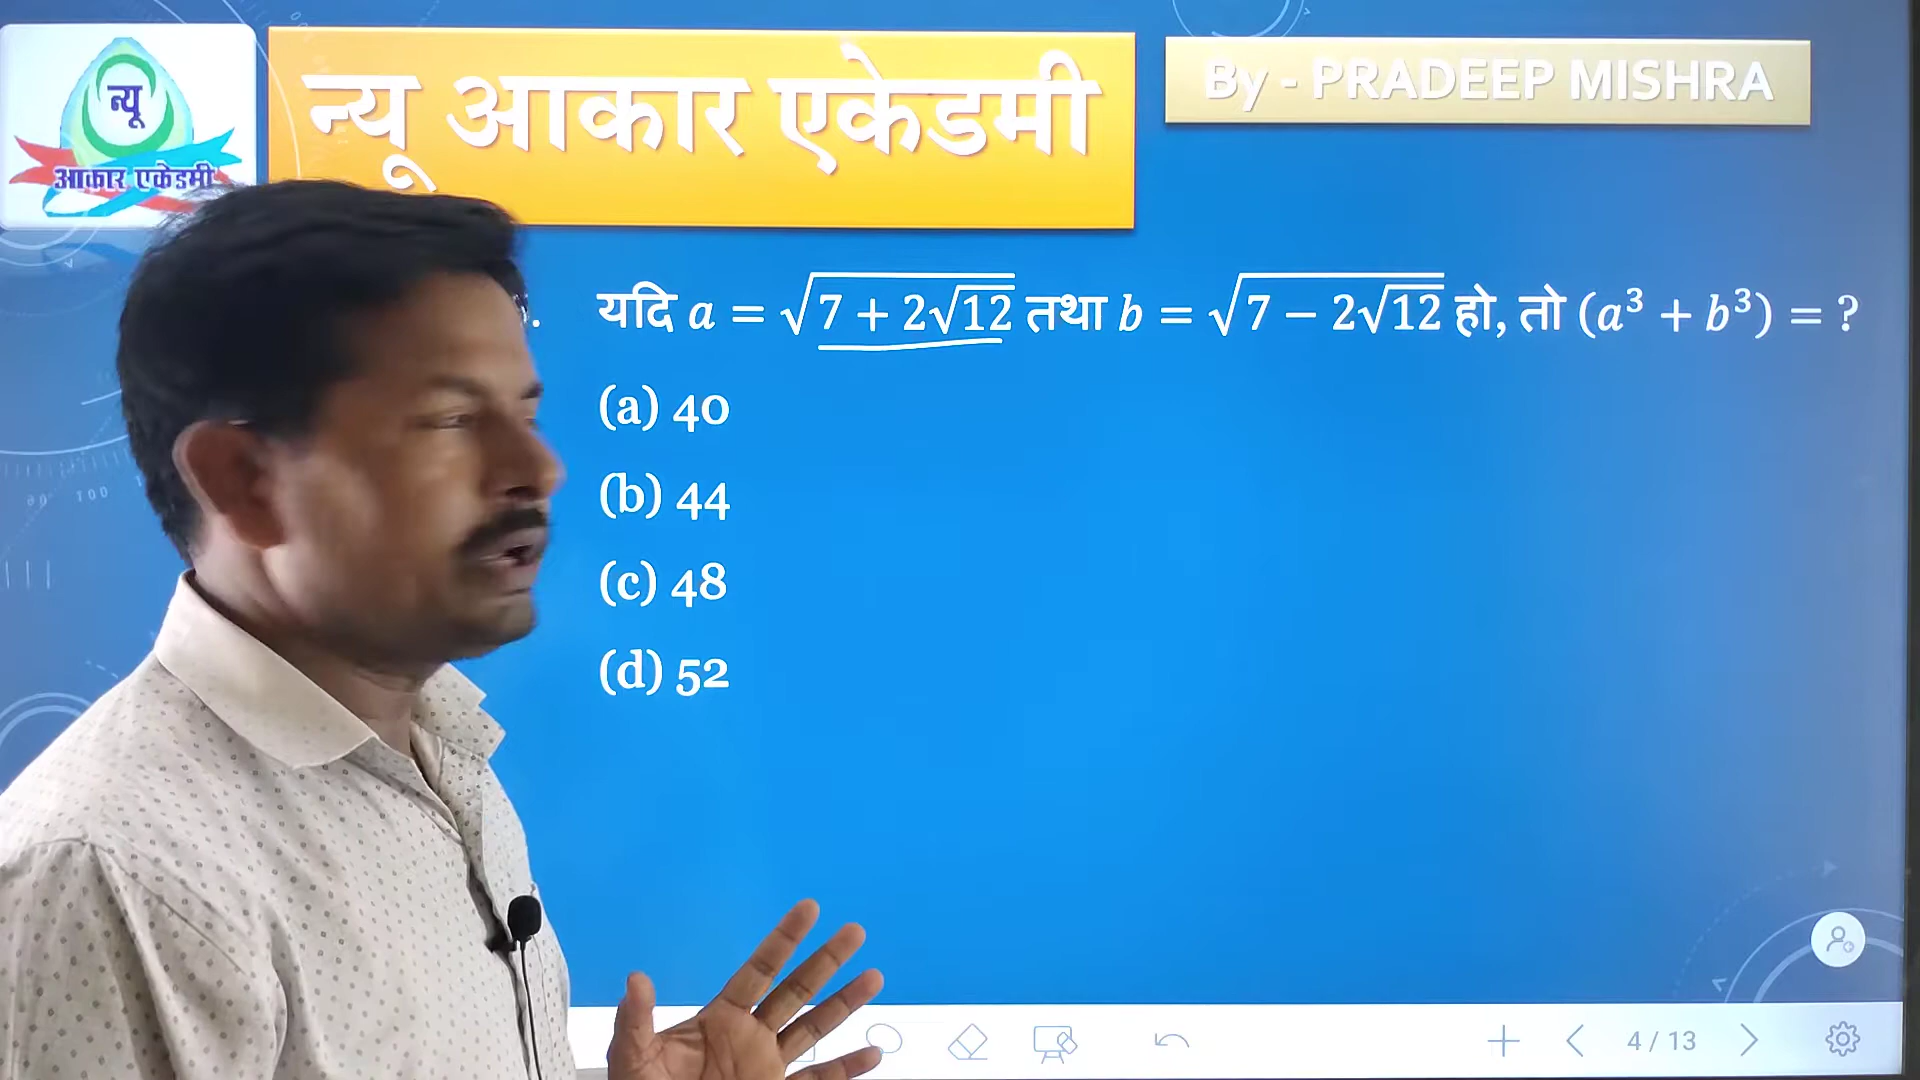 न्यू
आकार एकेडमी
न्यू आकार एकेडमी
By - PRADEEP MISHRA
यदि a = √(7 + 2√12) तथा b = √(7 − 2√12) हो, तो (a³ + b³) = ?
(a) 40
(b) 44
(c) 48
(d) 52
4 / 13